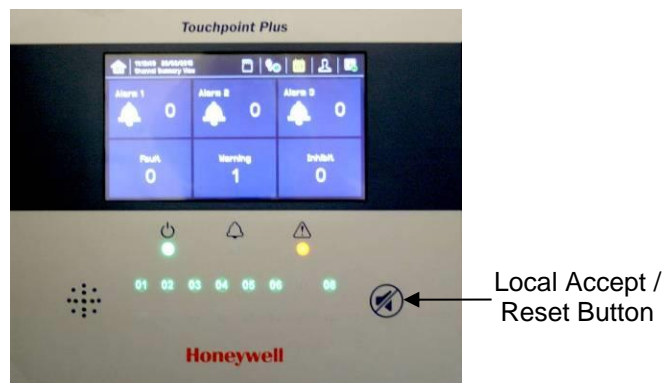 Touchpoint Plus
Channel Summary View
Alarm 1
0
Alarm 2
0
Alarm 3
0
Fault
0
Warning
1
Inhibit
0
01 02 03 04 05 06 08
Local Accept /
Reset Button
Honeywell